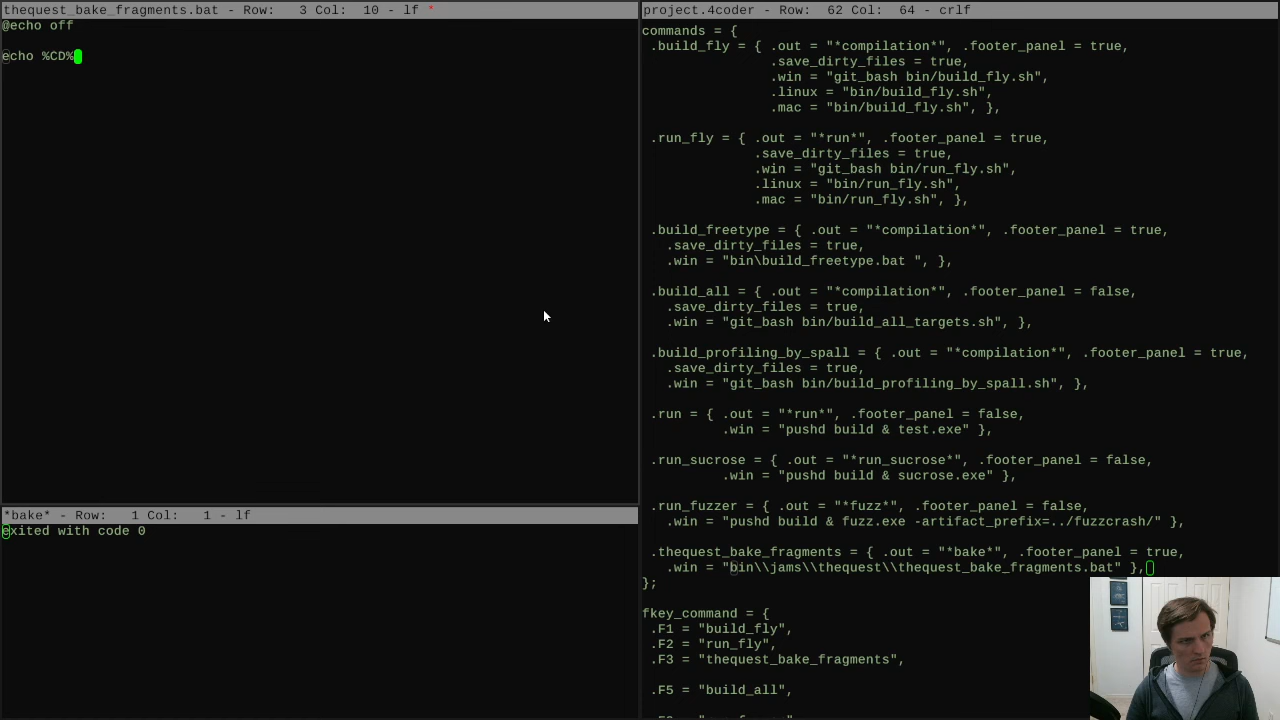 thequest_bake_fragments.bat - Row:   3 Col:  10 - lf *
@echo off
echo %CD%
*bake* - Row:   1 Col:   1 - lf
exited with code 0
project.4coder - Row:  62 Col:  64 - crlf
commands = {
.build_fly = { .out = "*compilation*", .footer_panel = true,
.save_dirty_files = true,
.win = "git_bash bin/build_fly.sh",
.linux = "bin/build_fly.sh",
.mac = "bin/build_fly.sh", },
.run_fly = { .out = "*run*", .footer_panel = true,
.save_dirty_files = true,
.win = "git_bash bin/run_fly.sh",
.linux = "bin/run_fly.sh",
.mac = "bin/run_fly.sh", },
.build_freetype = { .out = "*compilation*", .footer_panel = true,
.save_dirty_files = true,
.win = "bin\build_freetype.bat ", },
.build_all = { .out = "*compilation*", .footer_panel = false,
.save_dirty_files = true,
.win = "git_bash bin/build_all_targets.sh", },
.build_profiling_by_spall = { .out = "*compilation*", .footer_panel = true,
.save_dirty_files = true,
.win = "git_bash bin/build_profiling_by_spall.sh", },
.run = { .out = "*run*", .footer_panel = false,
.win = "pushd build & test.exe" },
.run_sucrose = { .out = "*run_sucrose*", .footer_panel = false,
.win = "pushd build & sucrose.exe" },
.run_fuzzer = { .out = "*fuzz*", .footer_panel = false,
.win = "pushd build & fuzz.exe -artifact_prefix=../fuzzcrash/" },
.thequest_bake_fragments = { .out = "*bake*", .footer_panel = true,
.win = "bin\\jams\\thequest\\thequest_bake_fragments.bat" },
};
fkey_command = {
.F1 = "build_fly",
.F2 = "run_fly",
.F3 = "thequest_bake_fragments",
.F5 = "build_all",